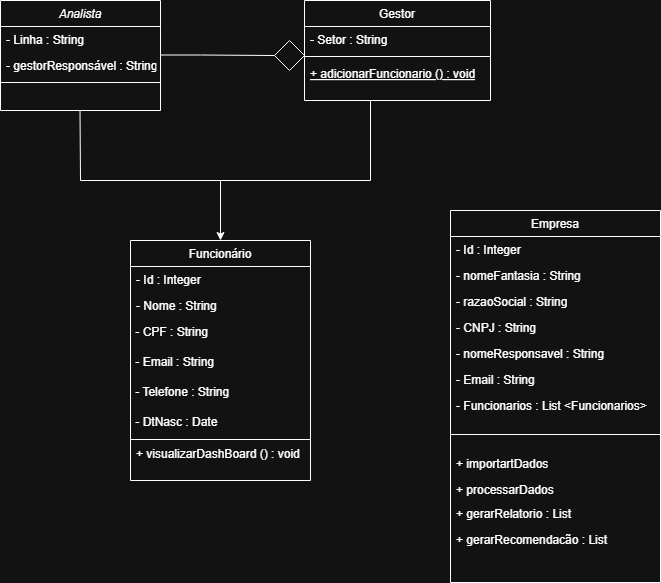 Analista
- Linha : String
- gestorResponsável : String
Gestor
- Setor : String
+ adicionarFuncionario () : void
Funcionário
- Id : Integer
- Nome : String
- CPF : String
- Email : String
- Telefone : String
- DtNasc : Date
+ visualizarDashBoard () : void
Empresa
- Id : Integer
- nomeFantasia : String
- razaoSocial : String
- CNPJ : String
- nomeResponsavel : String
- Email : String
- Funcionarios : List <Funcionarios>
+ importartDados
+ processarDados
+ gerarRelatorio : List
+ gerarRecomendacão : List